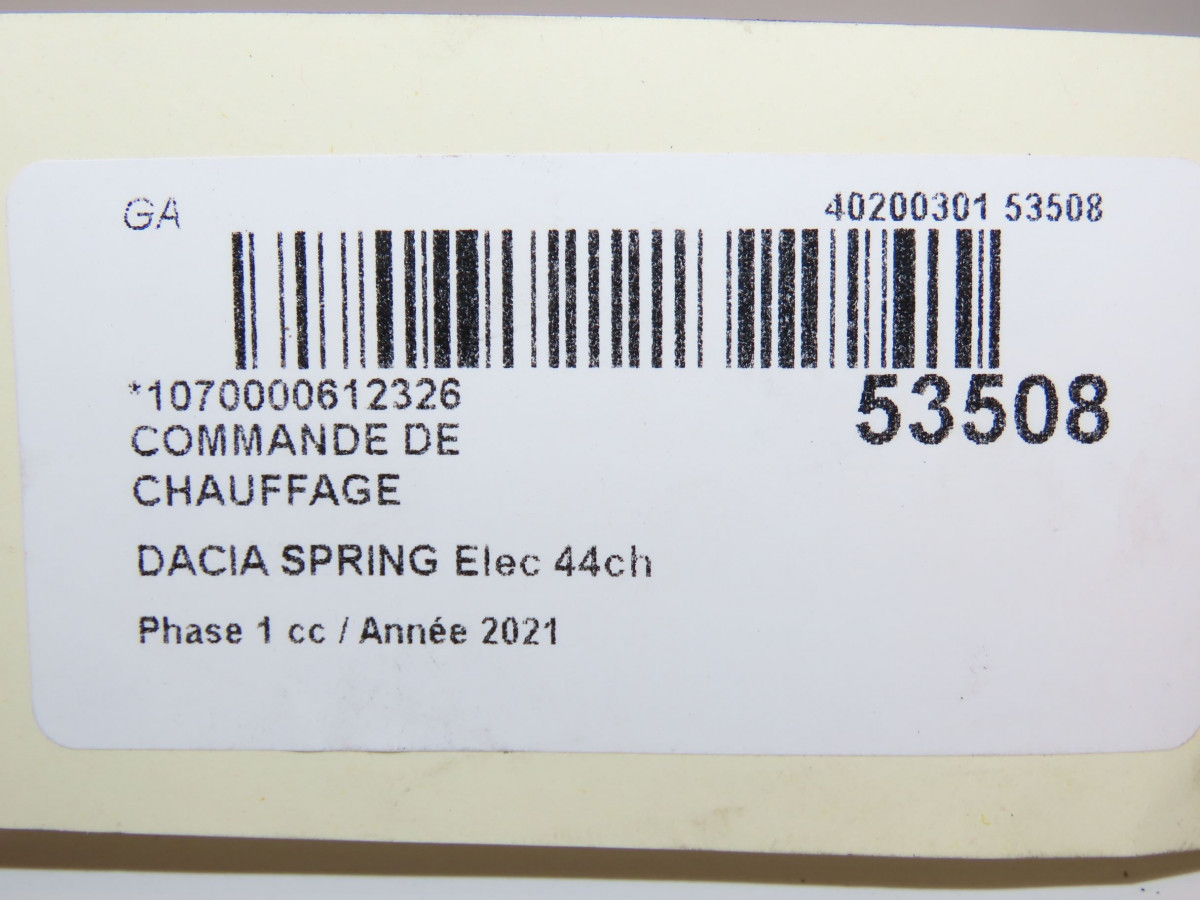 GA
40200301 53508
*1070000612326
53508
COMMANDE DE
CHAUFFAGE
DACIA SPRING Elec 44ch
Phase 1 cc / Année 2021